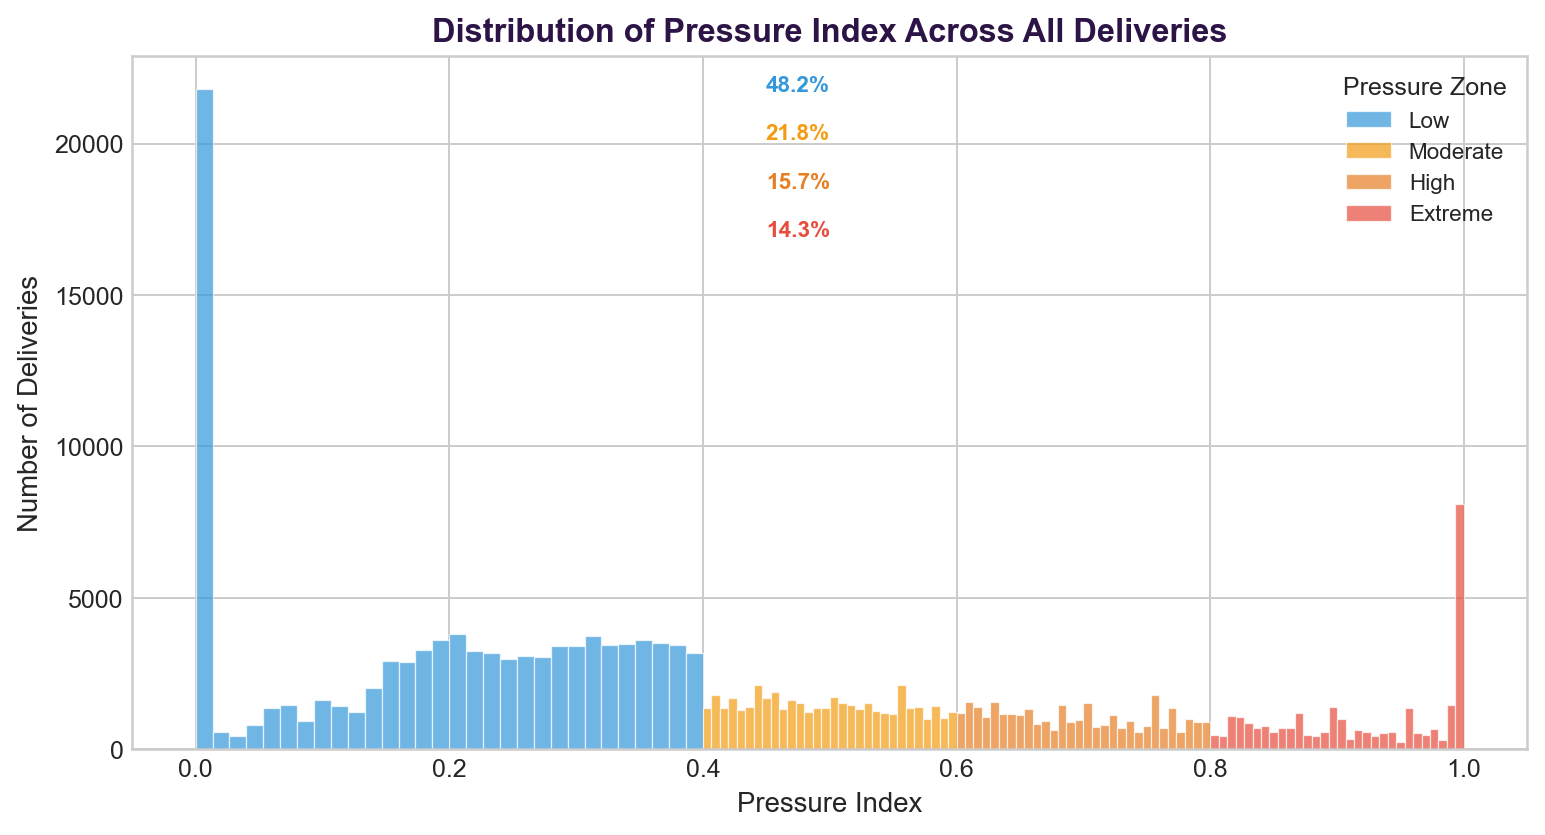 Distribution of Pressure Index Across All Deliveries
48.2%
21.8%
15.7%
14.3%
Pressure Zone
Low
Moderate
High
Extreme
Number of Deliveries
20000
15000
10000
5000
0
0.0 0.2 0.4 0.6 0.8 1.0
Pressure Index